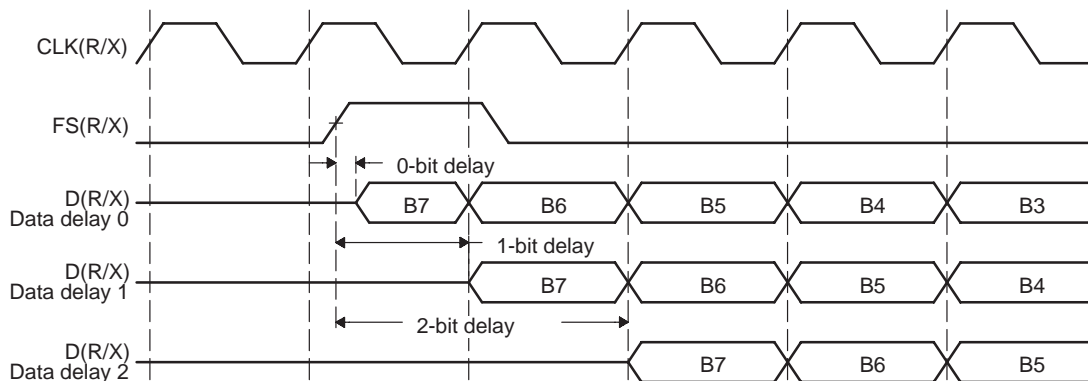 CLK(R/X)
FS(R/X)
0-bit delay
D(R/X)
Data delay 0
B7 B6 B5 B4 B3
1-bit delay
D(R/X)
Data delay 1
B7 B6 B5 B4
2-bit delay
D(R/X)
Data delay 2
B7 B6 B5